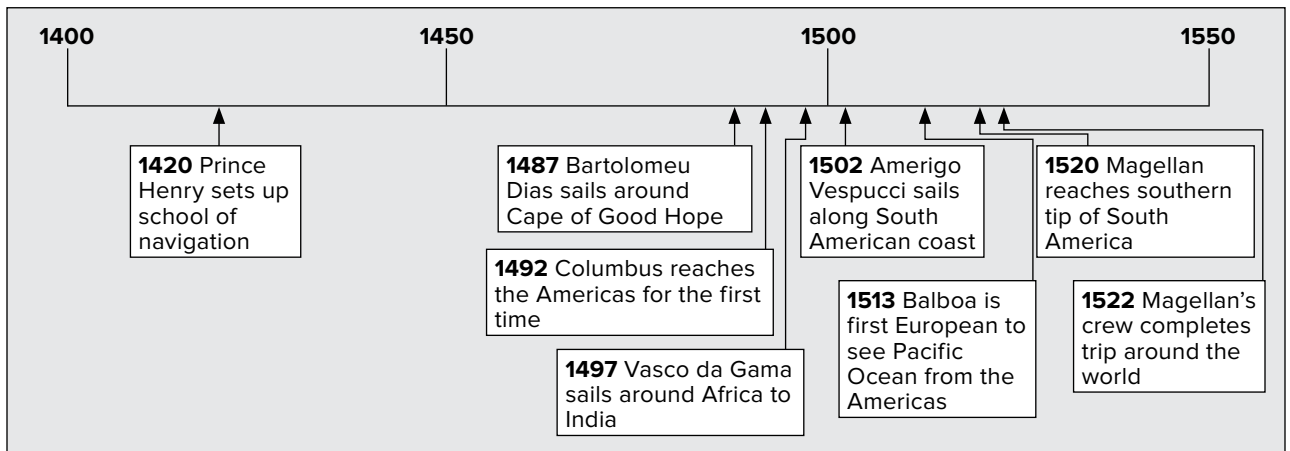 1400 1450 1500 1550
1420 Prince
Henry sets up
school of
navigation
1487 Bartolomeu
Dias sails around
Cape of Good Hope
1492 Columbus reaches
the Americas for the first
time
1497 Vasco da Gama
sails around Africa to
India
1502 Amerigo
Vespucci sails
along South
American coast
1513 Balboa is
first European to
see Pacific
Ocean from the
Americas
1520 Magellan
reaches southern
tip of South
America
1522 Magellan's
crew completes
trip around the
world